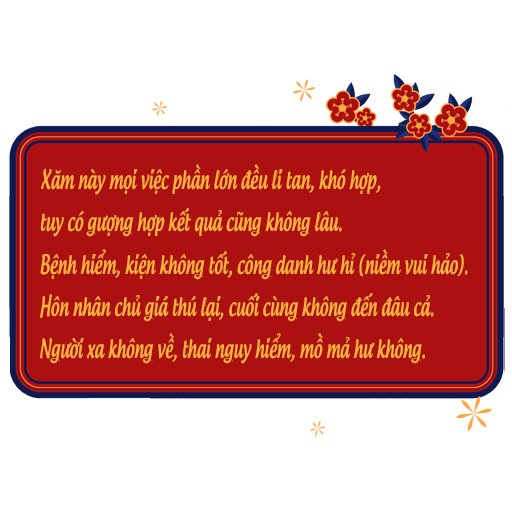 Xăm này mọi việc phần lớn đều li tan, khó hợp,
tuy có gượng hợp kết quả cũng không lâu.
Bệnh hiểm, kiện không tốt, công danh hư hỉ (niềm vui hảo).
Hôn nhân chủ giá thú lại, cuối cùng không đến đâu cả.
Người xa không về, thai nguy hiểm, mồ mả hư không.